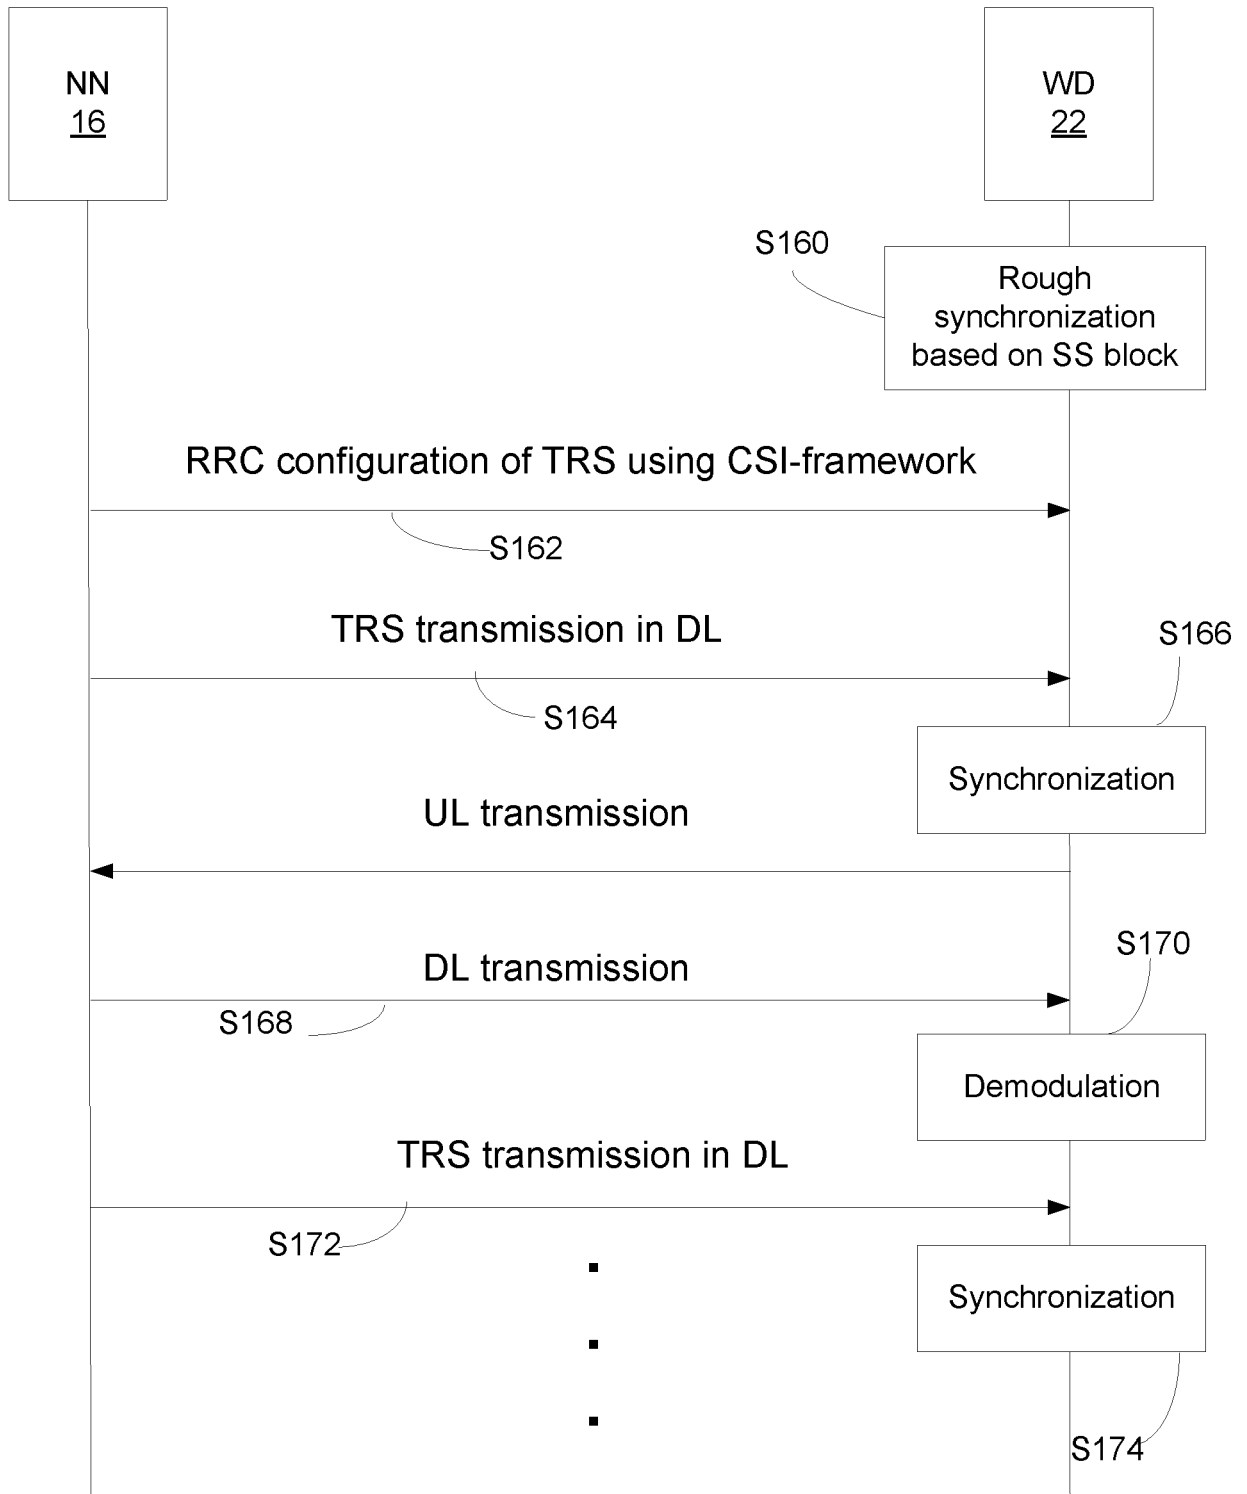 NN
16
WD
22
S160
Rough
synchronization
based on SS block
RRC configuration of TRS using CSI-framework
S162
TRS transmission in DL
S164
S166
Synchronization
UL transmission
S170
DL transmission
S168
Demodulation
TRS transmission in DL
S172
Synchronization
S174